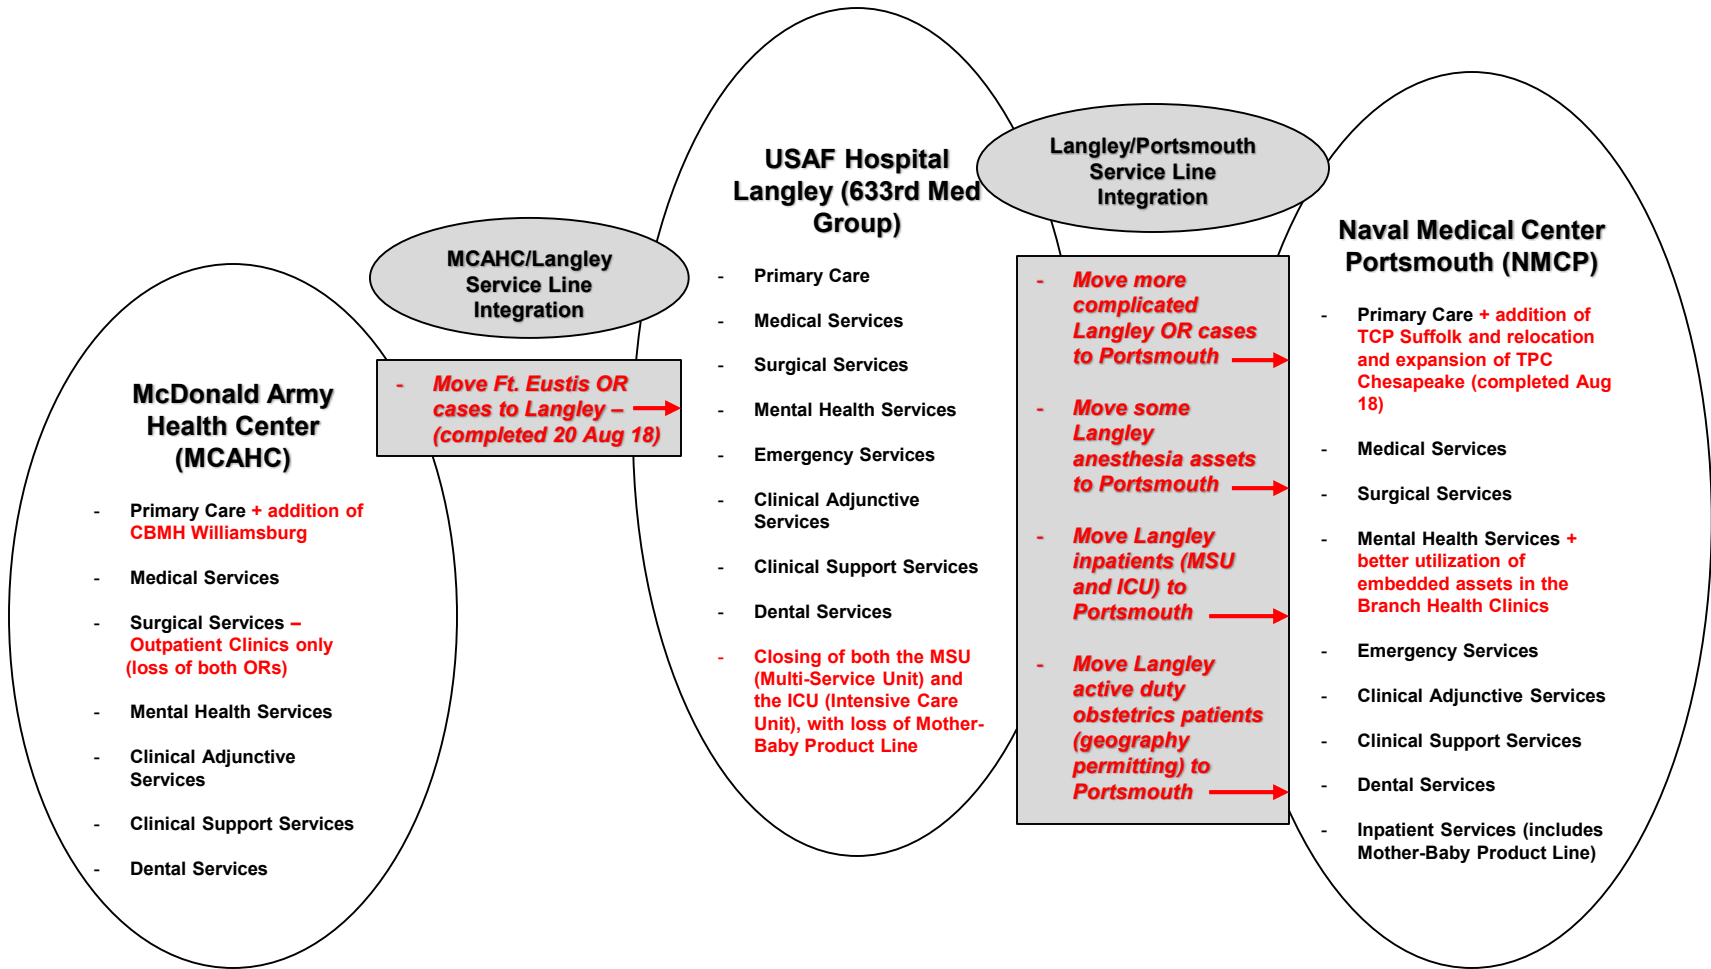 McDonald Army
Health Center
(MCAHC)
- Primary Care + addition of
CBMH Williamsburg
- Medical Services
- Surgical Services –
Outpatient Clinics only
(loss of both ORs)
- Mental Health Services
- Clinical Adjunctive
Services
- Clinical Support Services
- Dental Services
MCAHC/Langley
Service Line
Integration
- Move Ft. Eustis OR
cases to Langley –
(completed 20 Aug 18)
USAF Hospital
Langley (633rd Med
Group)
- Primary Care
- Medical Services
- Surgical Services
- Mental Health Services
- Emergency Services
- Clinical Adjunctive
Services
- Clinical Support Services
- Dental Services
- Closing of both the MSU
(Multi-Service Unit) and
the ICU (Intensive Care
Unit), with loss of Mother-
Baby Product Line
Langley/Portsmouth
Service Line
Integration
- Move more
complicated
Langley OR cases
to Portsmouth
- Move some
Langley
anesthesia assets
to Portsmouth
- Move Langley
inpatients (MSU
and ICU) to
Portsmouth
- Move Langley
active duty
obstetrics patients
(geography
permitting) to
Portsmouth
Naval Medical Center
Portsmouth (NMCP)
- Primary Care + addition of
TCP Suffolk and relocation
and expansion of TPC
Chesapeake (completed Aug
18)
- Medical Services
- Surgical Services
- Mental Health Services +
better utilization of
embedded assets in the
Branch Health Clinics
- Emergency Services
- Clinical Adjunctive Services
- Clinical Support Services
- Dental Services
- Inpatient Services (includes
Mother-Baby Product Line)